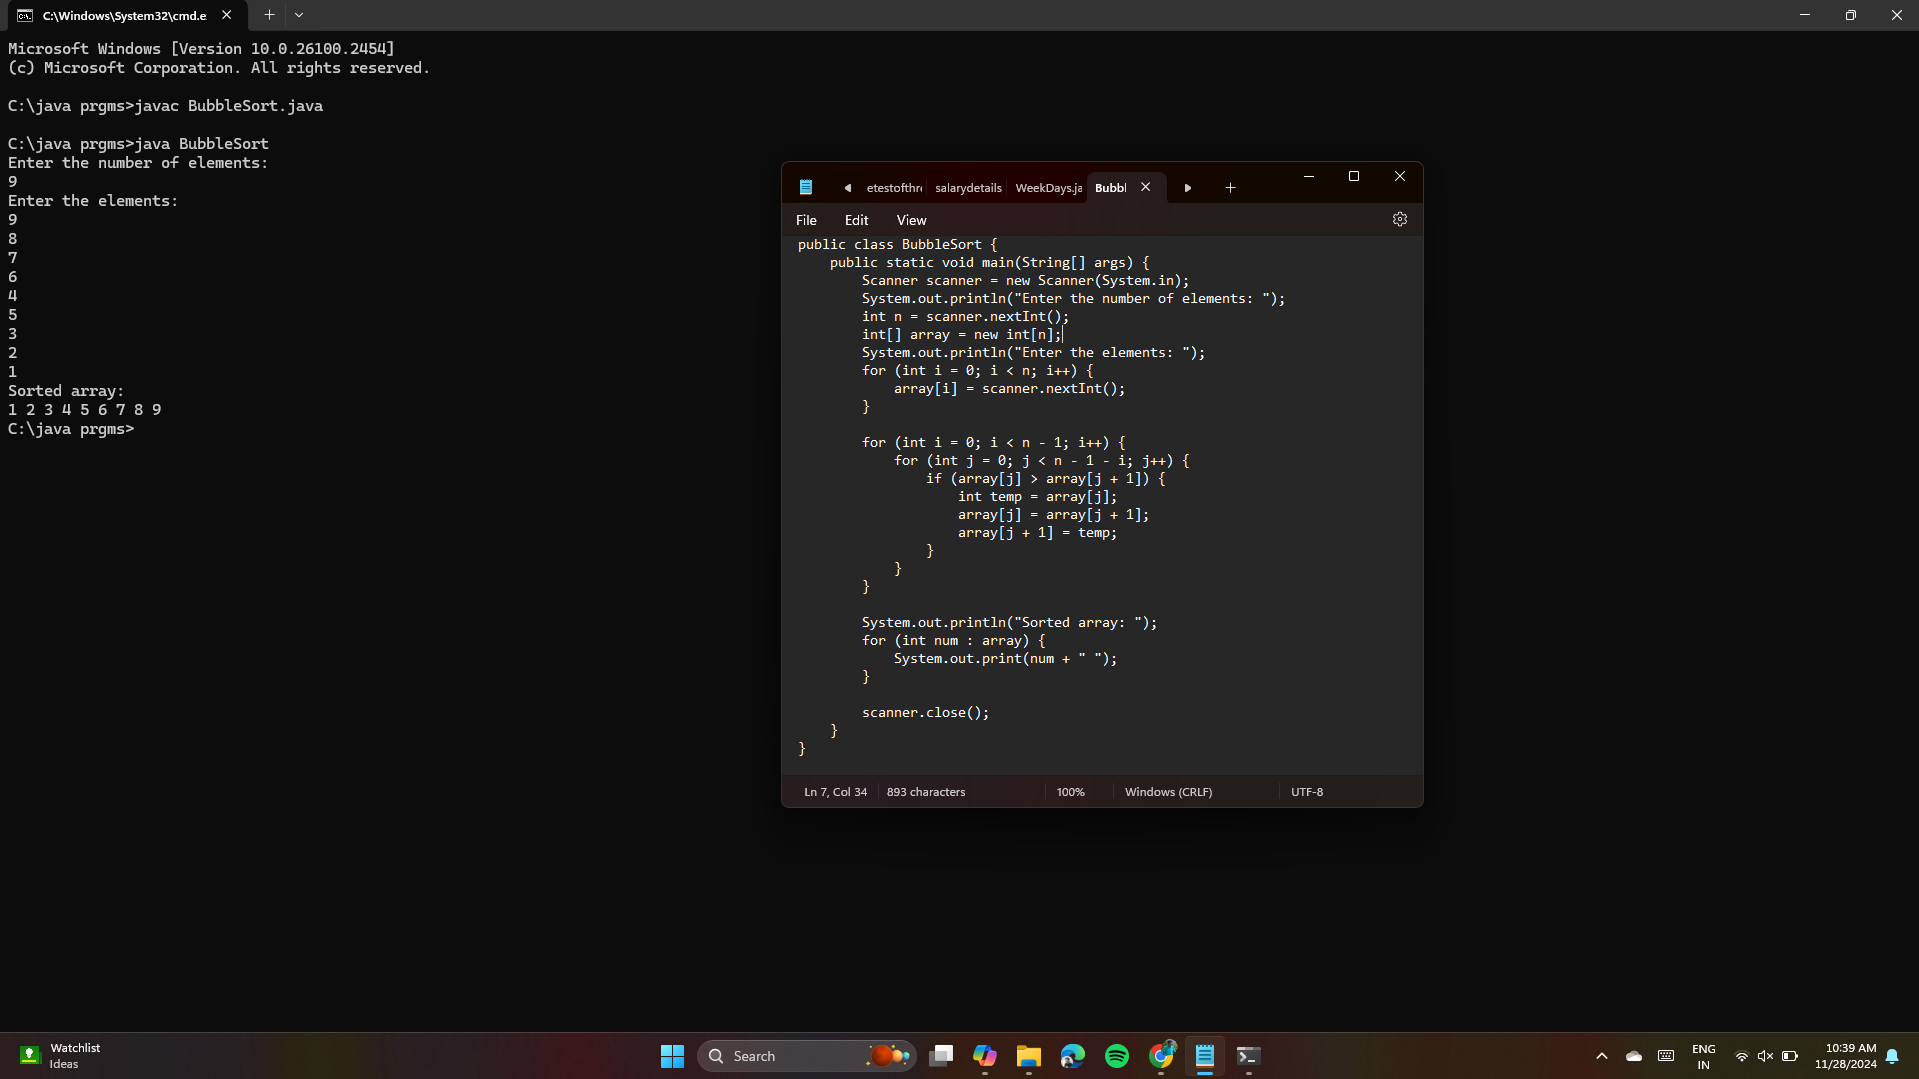 C:\Windows\System32\cmd.e
Microsoft Windows [Version 10.0.26100.2454]
(c) Microsoft Corporation. All rights reserved.
C:\java prgms>javac BubbleSort.java
C:\java prgms>java BubbleSort
Enter the number of elements:
9
Enter the elements:
9
8
7
6
4
5
3
2
1
Sorted array:
1 2 3 4 5 6 7 8 9
C:\java prgms>
etestofthr salarydetails WeekDays.ja Bubbl
File Edit View
public class BubbleSort {
    public static void main(String[] args) {
        Scanner scanner = new Scanner(System.in);
        System.out.println("Enter the number of elements: ");
        int n = scanner.nextInt();
        int[] array = new int[n];
        System.out.println("Enter the elements: ");
        for (int i = 0; i < n; i++) {
            array[i] = scanner.nextInt();
        }
        for (int i = 0; i < n - 1; i++) {
            for (int j = 0; j < n - 1 - i; j++) {
                if (array[j] > array[j + 1]) {
                    int temp = array[j];
                    array[j] = array[j + 1];
                    array[j + 1] = temp;
                }
            }
        }
        System.out.println("Sorted array: ");
        for (int num : array) {
            System.out.print(num + " ");
        }
        scanner.close();
    }
}
Ln 7, Col 34 893 characters 100% Windows (CRLF) UTF-8
Watchlist
Ideas
Search
ENG
IN
10:39 AM
11/28/2024